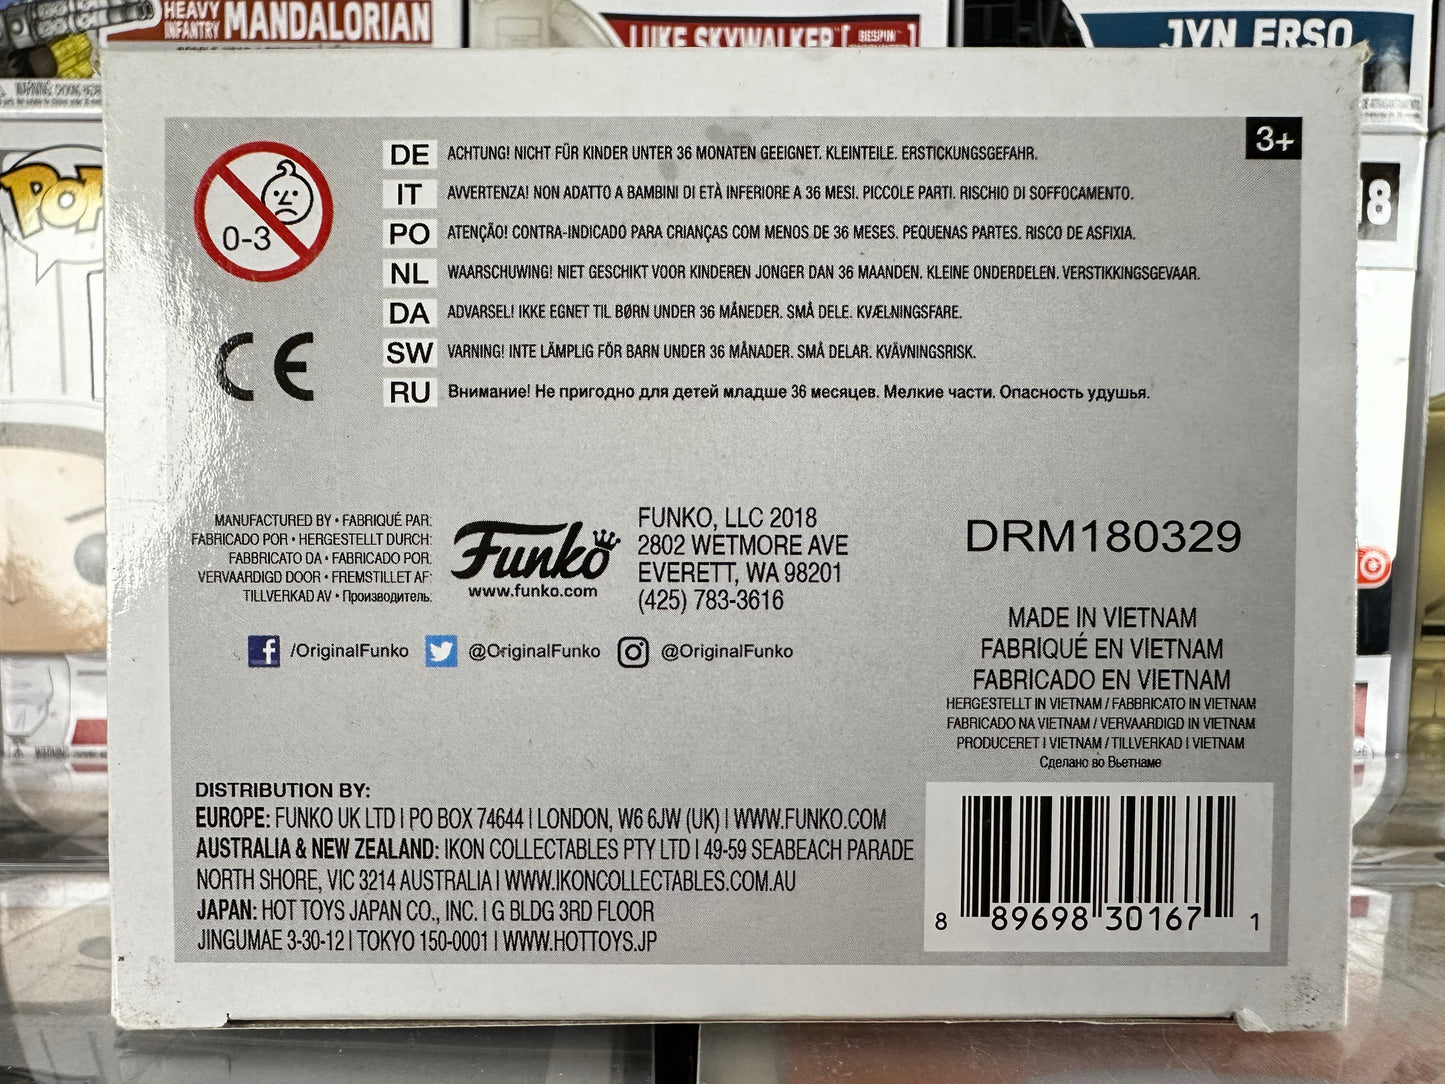 HEAVY
INFANTRY MANDALORIAN
LUKE SKYWALKER [ BESPIN™
JYN ERSO
POP
8
3+
0-3
DE ACHTUNG! NICHT FÜR KINDER UNTER 36 MONATEN GEEIGNET. KLEINTEILE. ERSTICKUNGSGEFAHR.
IT AVVERTENZA! NON ADATTO A BAMBINI DI ETÀ INFERIORE A 36 MESI. PICCOLE PARTI. RISCHIO DI SOFFOCAMENTO.
PO ATENÇÃO! CONTRA-INDICADO PARA CRIANÇAS COM MENOS DE 36 MESES. PEQUENAS PARTES. RISCO DE ASFIXIA.
NL WAARSCHUWING! NIET GESCHIKT VOOR KINDEREN JONGER DAN 36 MAANDEN. KLEINE ONDERDELEN. VERSTIKKINGSGEVAAR.
DA ADVARSEL! IKKE EGNET TIL BØRN UNDER 36 MÅNEDER. SMÅ DELE. KVÆLNINGSFARE.
SW VARNING! INTE LÄMPLIG FÖR BARN UNDER 36 MÅNADER. SMÅ DELAR. KVÄVNINGSRISK.
RU Внимание! Не пригодно для детей младше 36 месяцев. Мелкие части. Опасность удушья.
CE
MANUFACTURED BY • FABRIQUÉ PAR:
FABRICADO POR • HERGESTELLT DURCH:
FABBRICATO DA • FABRICADO POR:
VERVAARDIGD DOOR • FREMSTILLET AF:
TILLVERKAD AV • Производитель:
Funko
www.funko.com
FUNKO, LLC 2018
2802 WETMORE AVE
EVERETT, WA 98201
(425) 783-3616
/OriginalFunko @OriginalFunko @OriginalFunko
DRM180329
MADE IN VIETNAM
FABRIQUÉ EN VIETNAM
FABRICADO EN VIETNAM
HERGESTELLT IN VIETNAM / FABBRICATO IN VIETNAM
FABRICADO NA VIETNAM / VERVAARDIGD IN VIETNAM
PRODUCERET I VIETNAM / TILLVERKAD I VIETNAM
Сделано во Вьетнаме
DISTRIBUTION BY:
EUROPE: FUNKO UK LTD | PO BOX 74644 | LONDON, W6 6JW (UK) | WWW.FUNKO.COM
AUSTRALIA & NEW ZEALAND: IKON COLLECTABLES PTY LTD | 49-59 SEABEACH PARADE
NORTH SHORE, VIC 3214 AUSTRALIA | WWW.IKONCOLLECTABLES.COM.AU
JAPAN: HOT TOYS JAPAN CO., INC. | G BLDG 3RD FLOOR
JINGUMAE 3-30-12 | TOKYO 150-0001 | WWW.HOTTOYS.JP
8 89698 30167 1